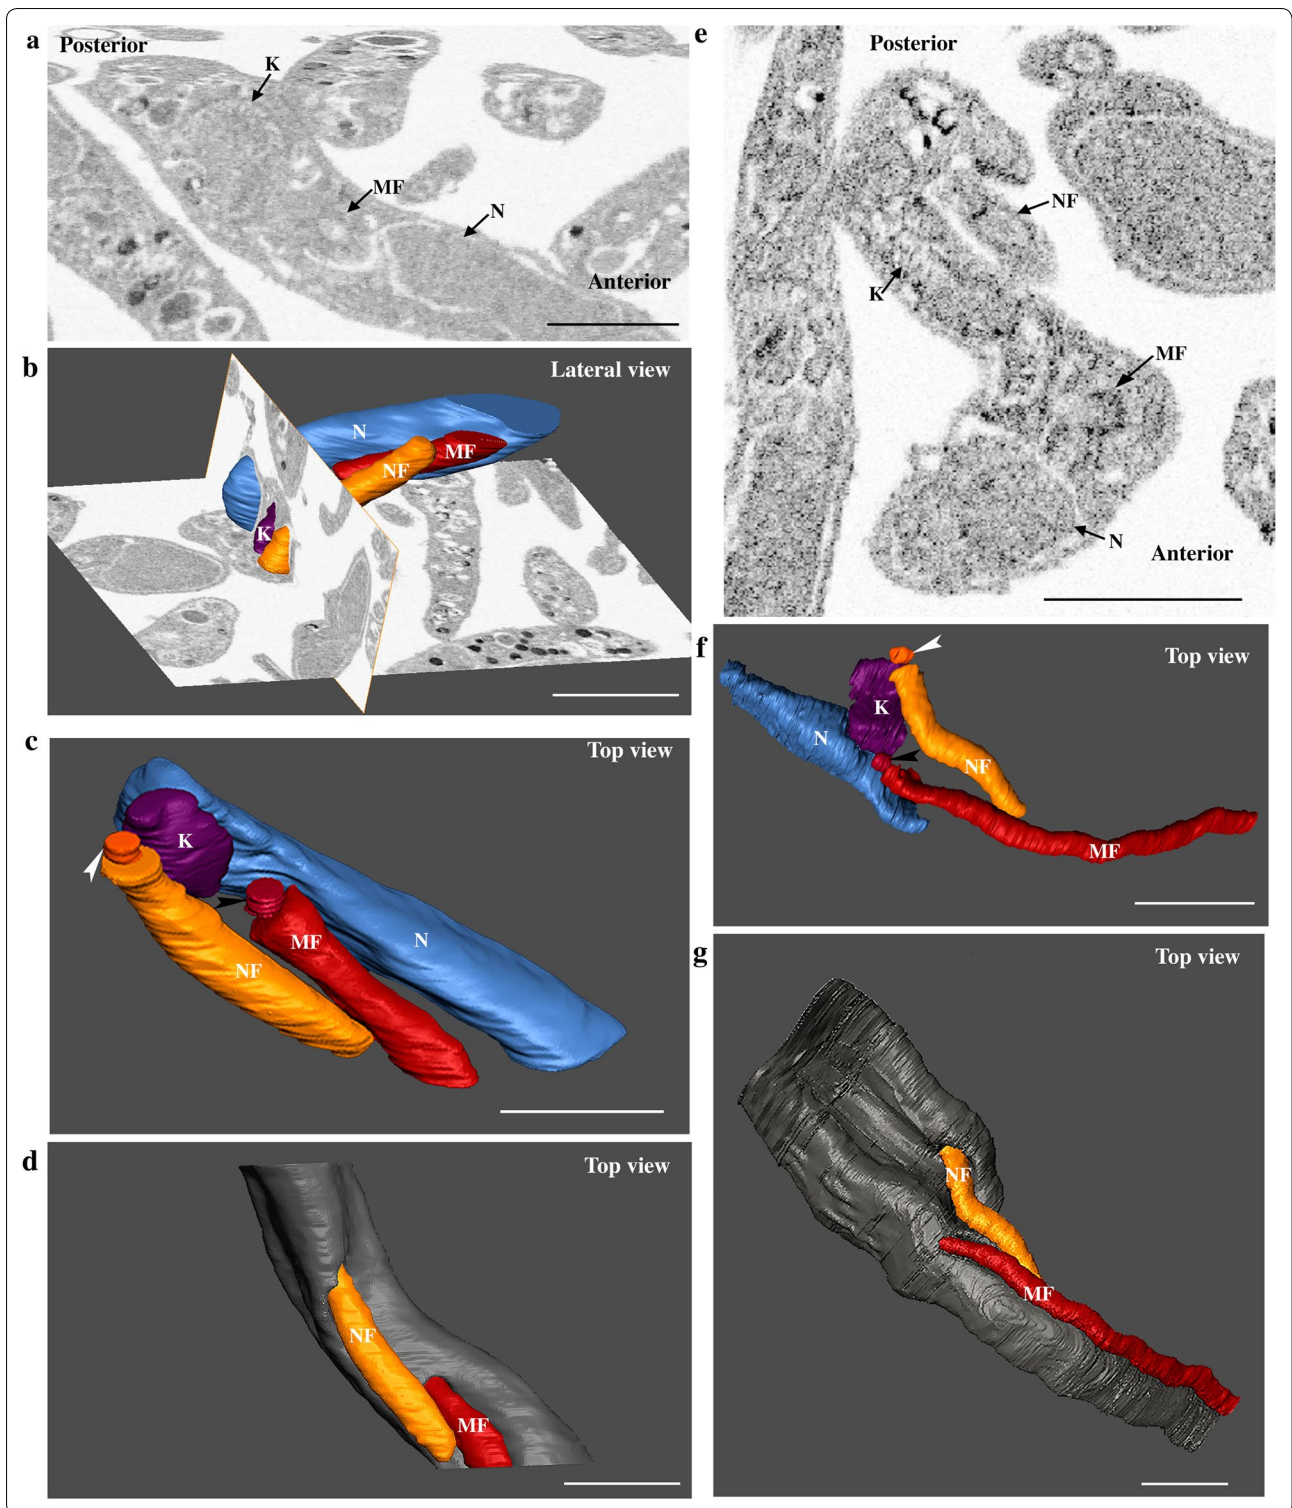 a
Posterior
K
MF
N
Anterior
b
Lateral view
N
MF
NF
K
c
Top view
K
MF
N
NF
d
Top view
NF
MF
e
Posterior
NF
K
MF
N
Anterior
f
Top view
K
N
NF
MF
g
Top view
NF
MF